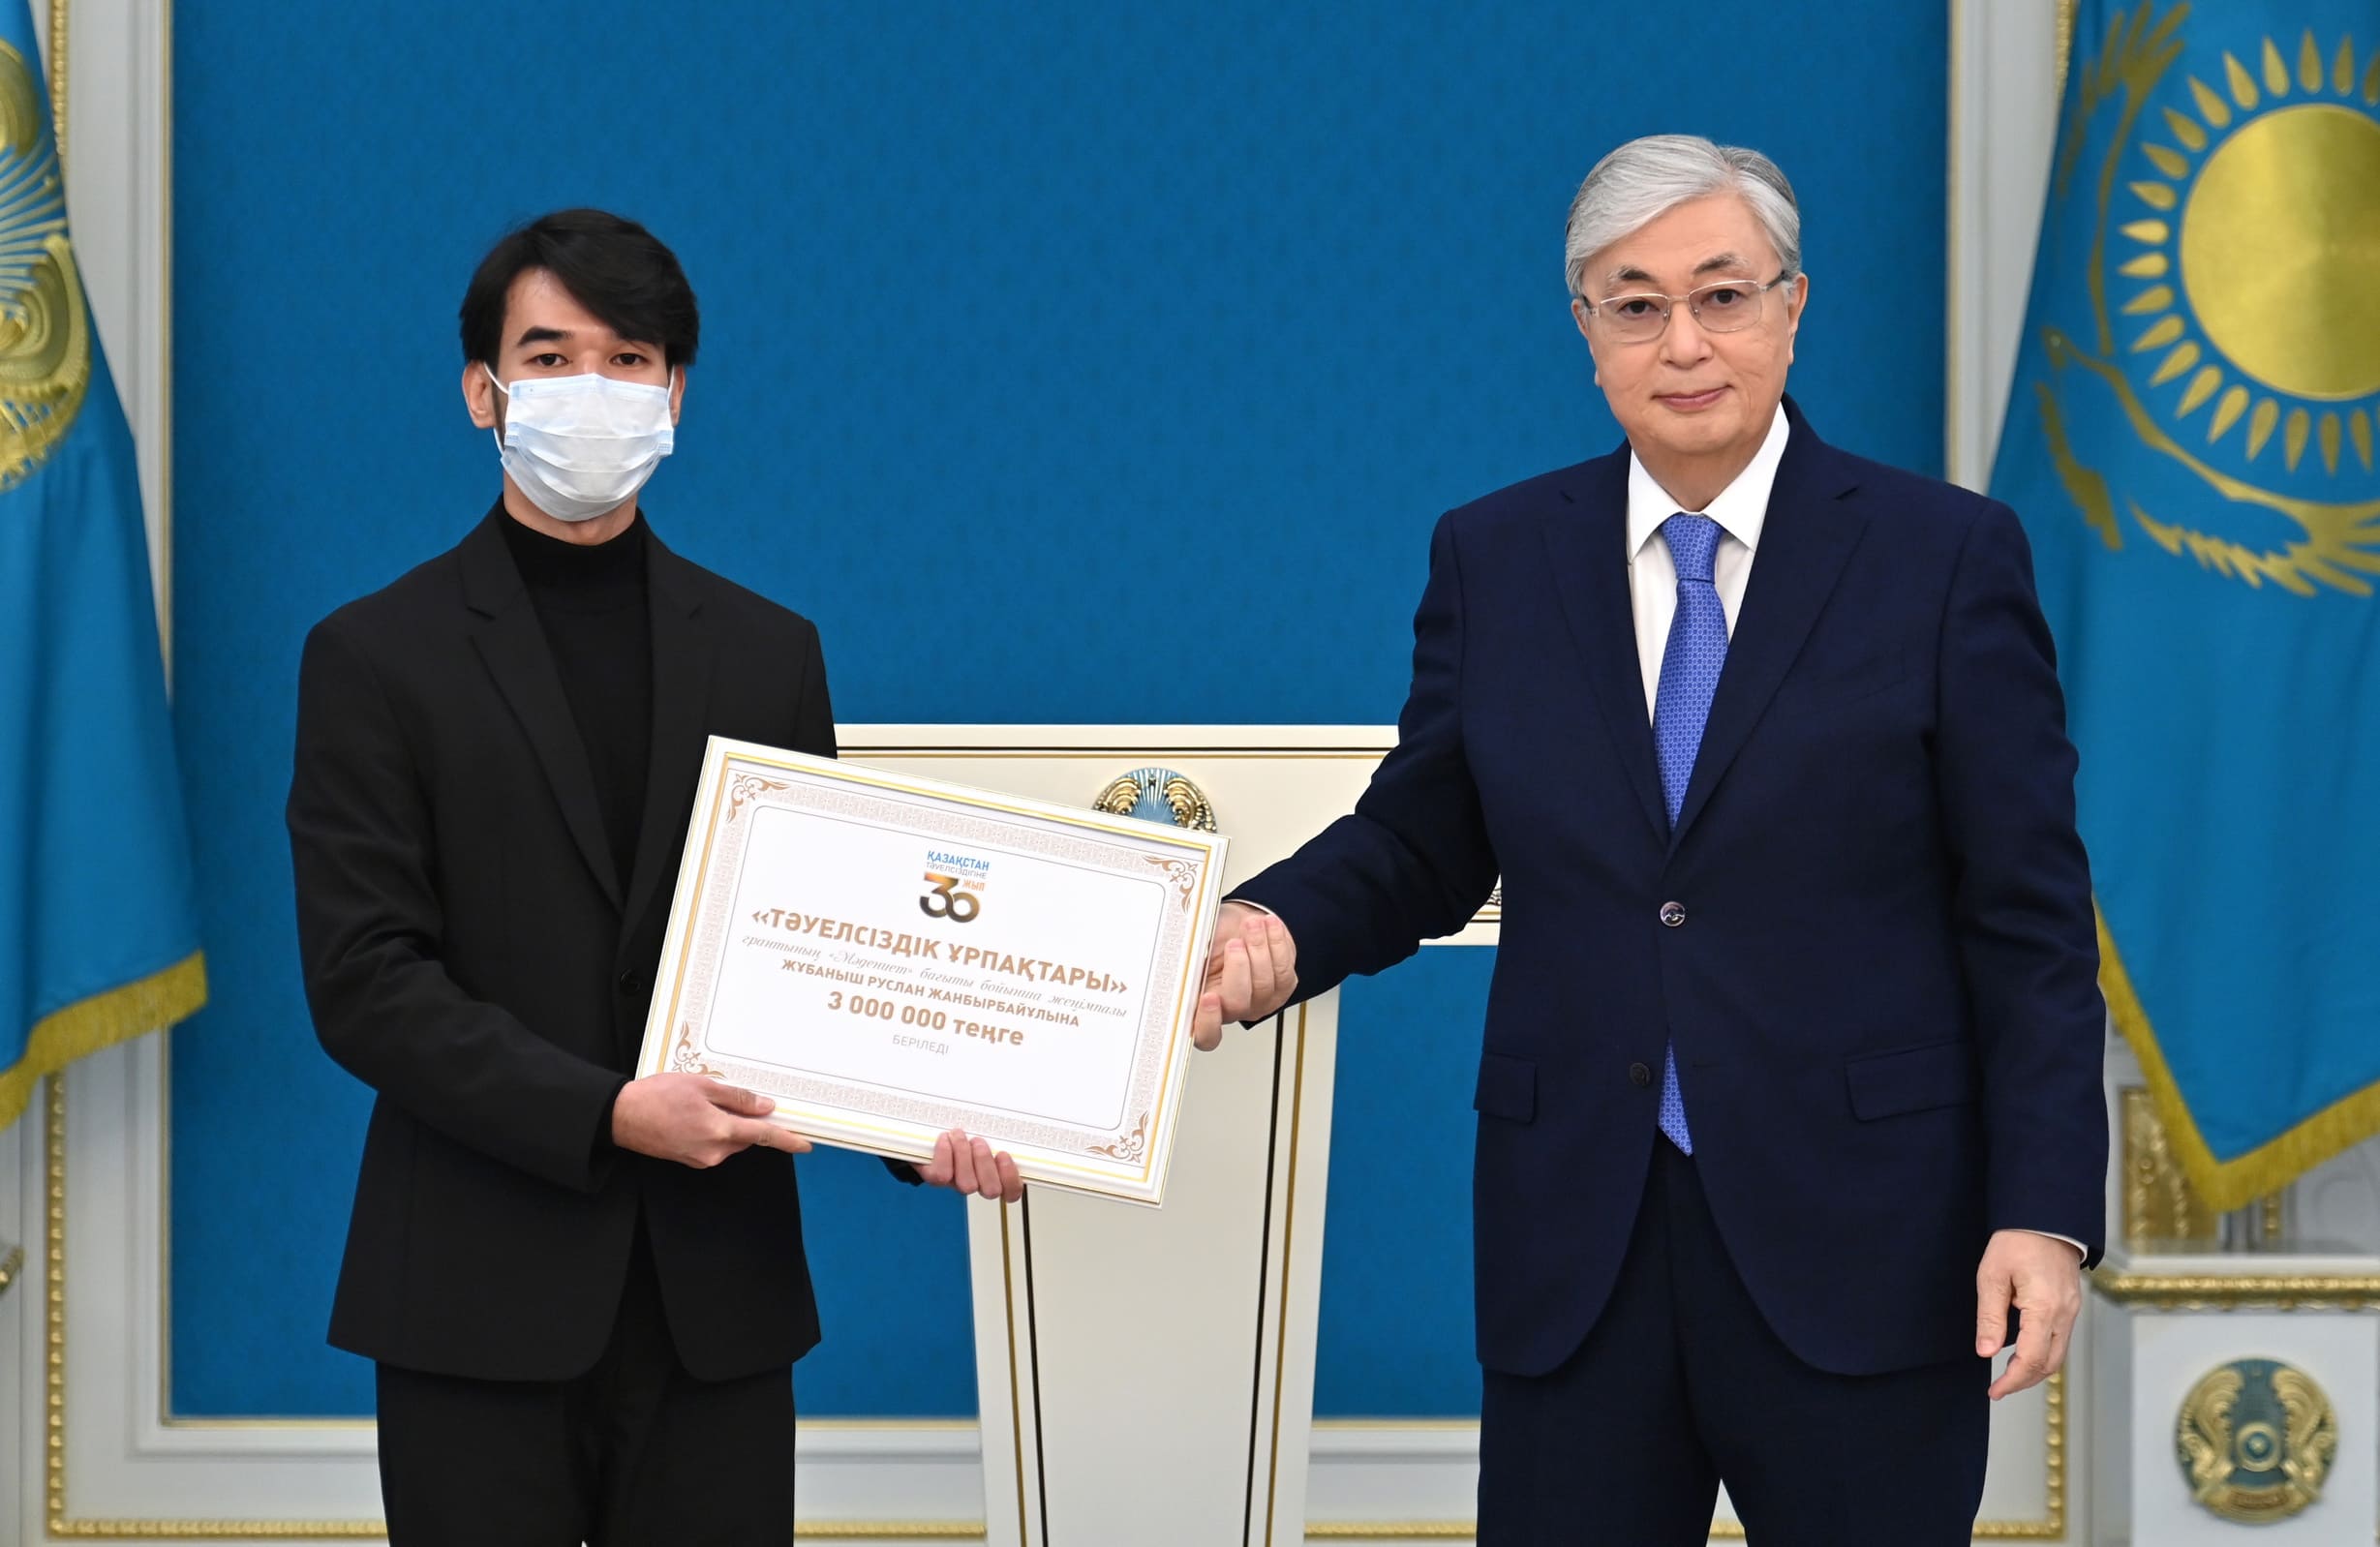 ҚАЗАҚСТАН
ТӘУЕЛСІЗДІГІНЕ
30 ЖЫЛ
«ТӘУЕЛСІЗДІК ҰРПАҚТАРЫ»
грантының «Мәдениет» бағыты бойынша жеңімпазы
ЖҰБАНЫШ РУСЛАН ЖАНБЫРБАЙҰЛЫНА
3 000 000 теңге
БЕРІЛЕДІ